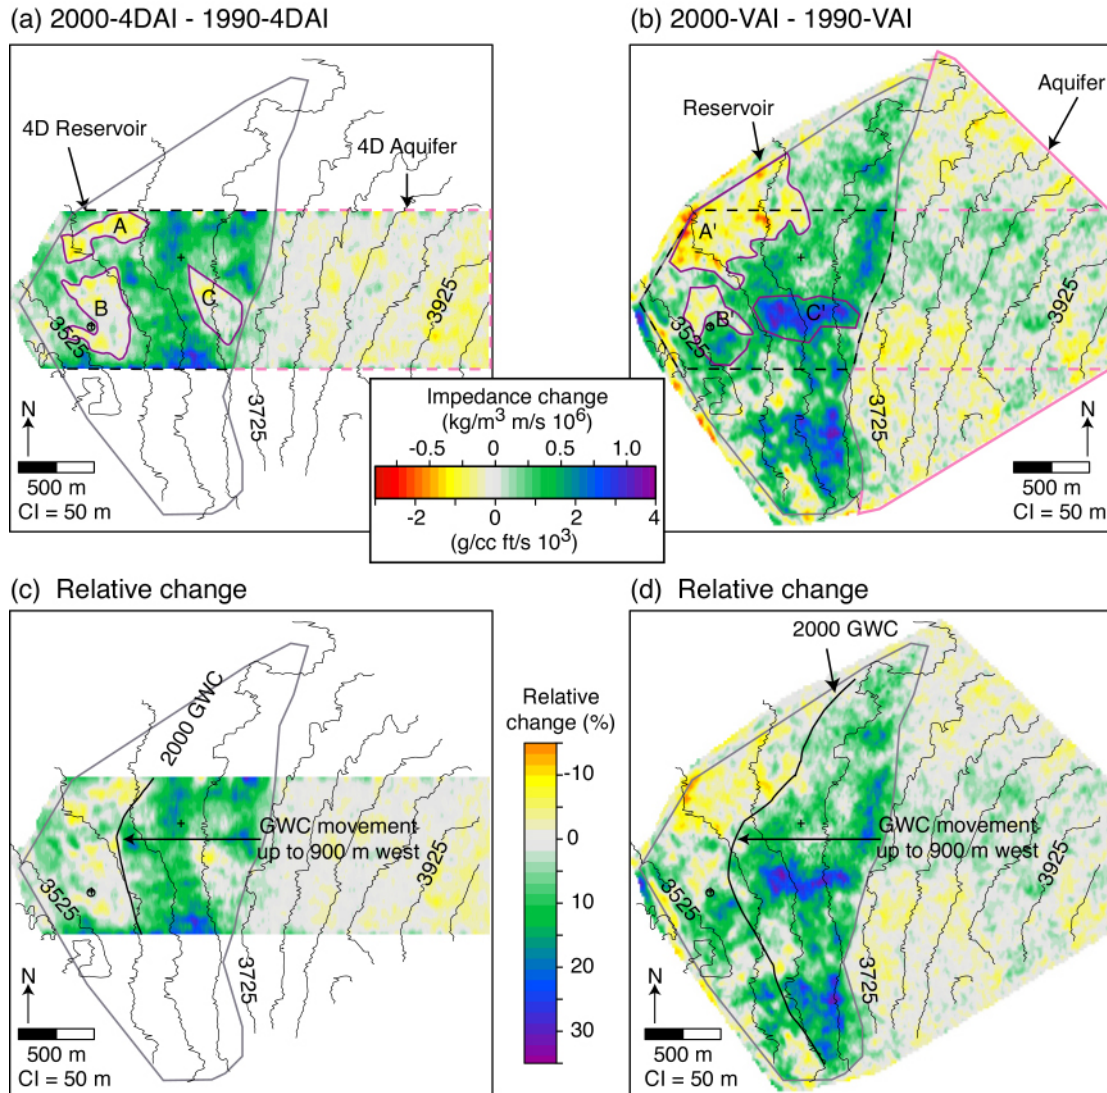 (a) 2000-4DAI - 1990-4DAI
4D Reservoir
4D Aquifer
A
B
C
3525
3925
3725
N
500 m
CI = 50 m
(b) 2000-VAI - 1990-VAI
Reservoir
Aquifer
A'
B'
C'
3525
3925
3725
N
500 m
CI = 50 m
Impedance change
(kg/m³ m/s 10⁶)
-0.5 0 0.5 1.0
-2 0 2 4
(g/cc ft/s 10³)
(c) Relative change
2000 GWC
GWC movement
up to 900 m west
3525
3925
3725
N
500 m
CI = 50 m
Relative
change (%)
-10
0
10
20
30
(d) Relative change
2000 GWC
GWC movement
up to 900 m west
3525
3925
3725
N
500 m
CI = 50 m